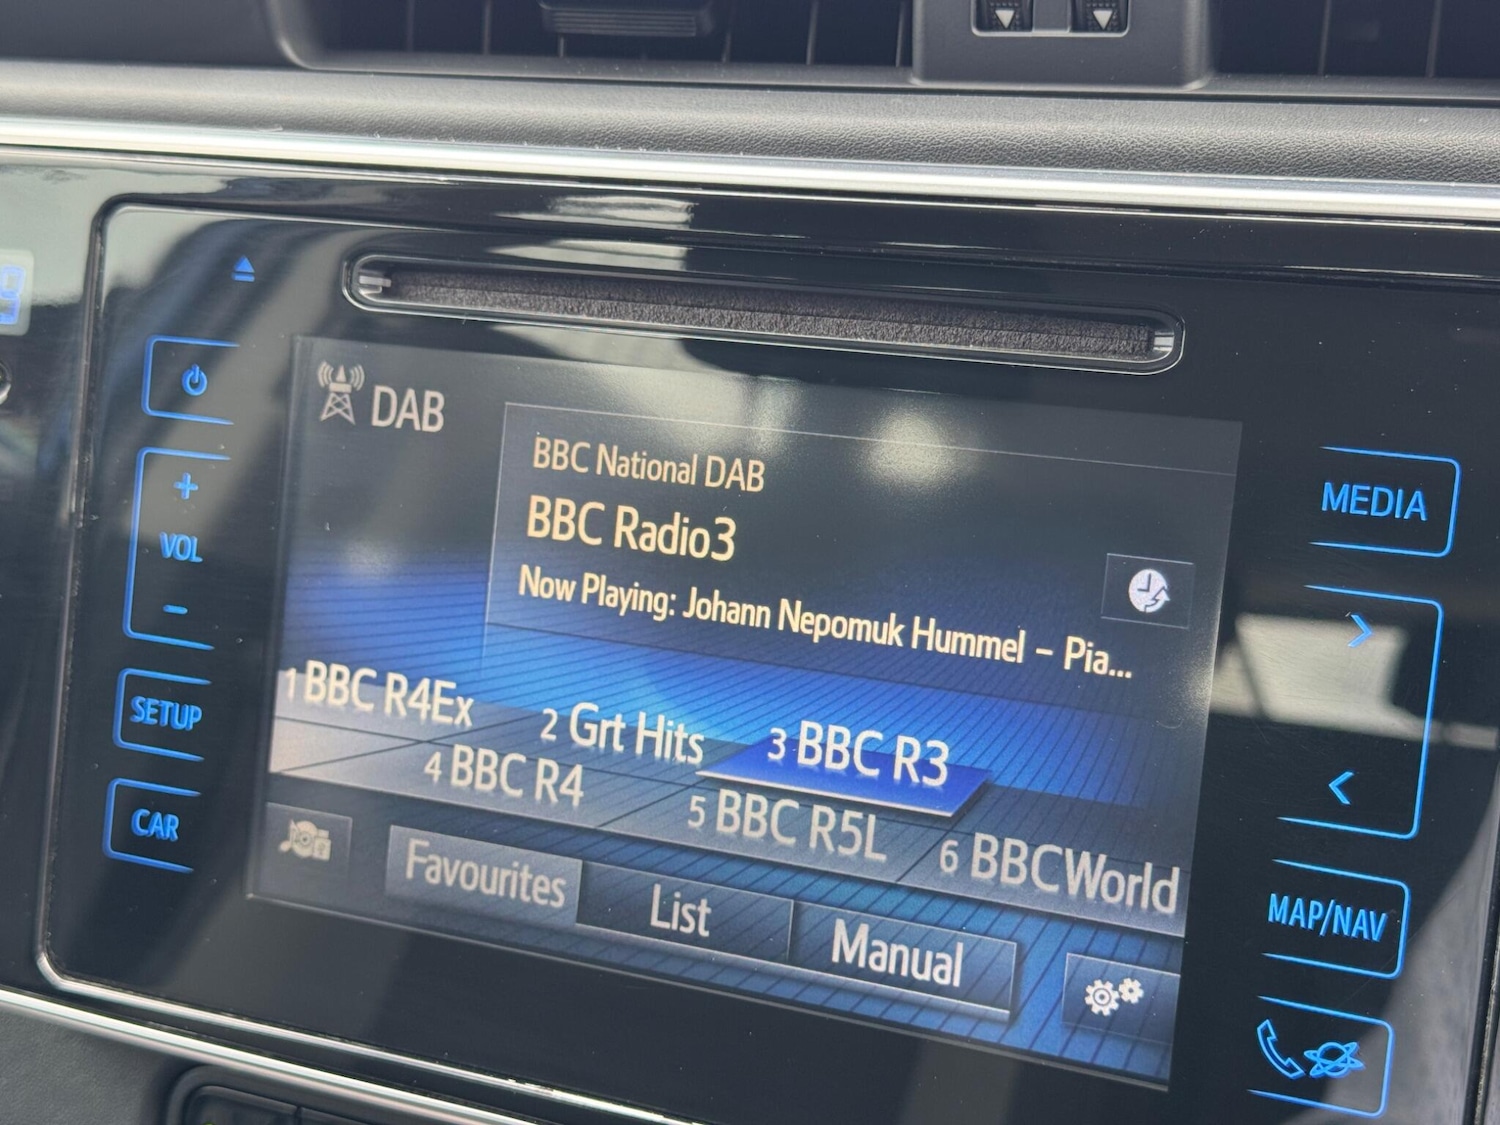 9
DAB
BBC National DAB
BBC Radio3
Now Playing: Johann Nepomuk Hummel – Pia...
1 BBC R4Ex
2 Grt Hits
3 BBC R3
4 BBC R4
5 BBC R5L
6 BBCWorld
Favourites
List
Manual
+
VOL
−
SETUP
CAR
MEDIA
>
<
MAP/NAV